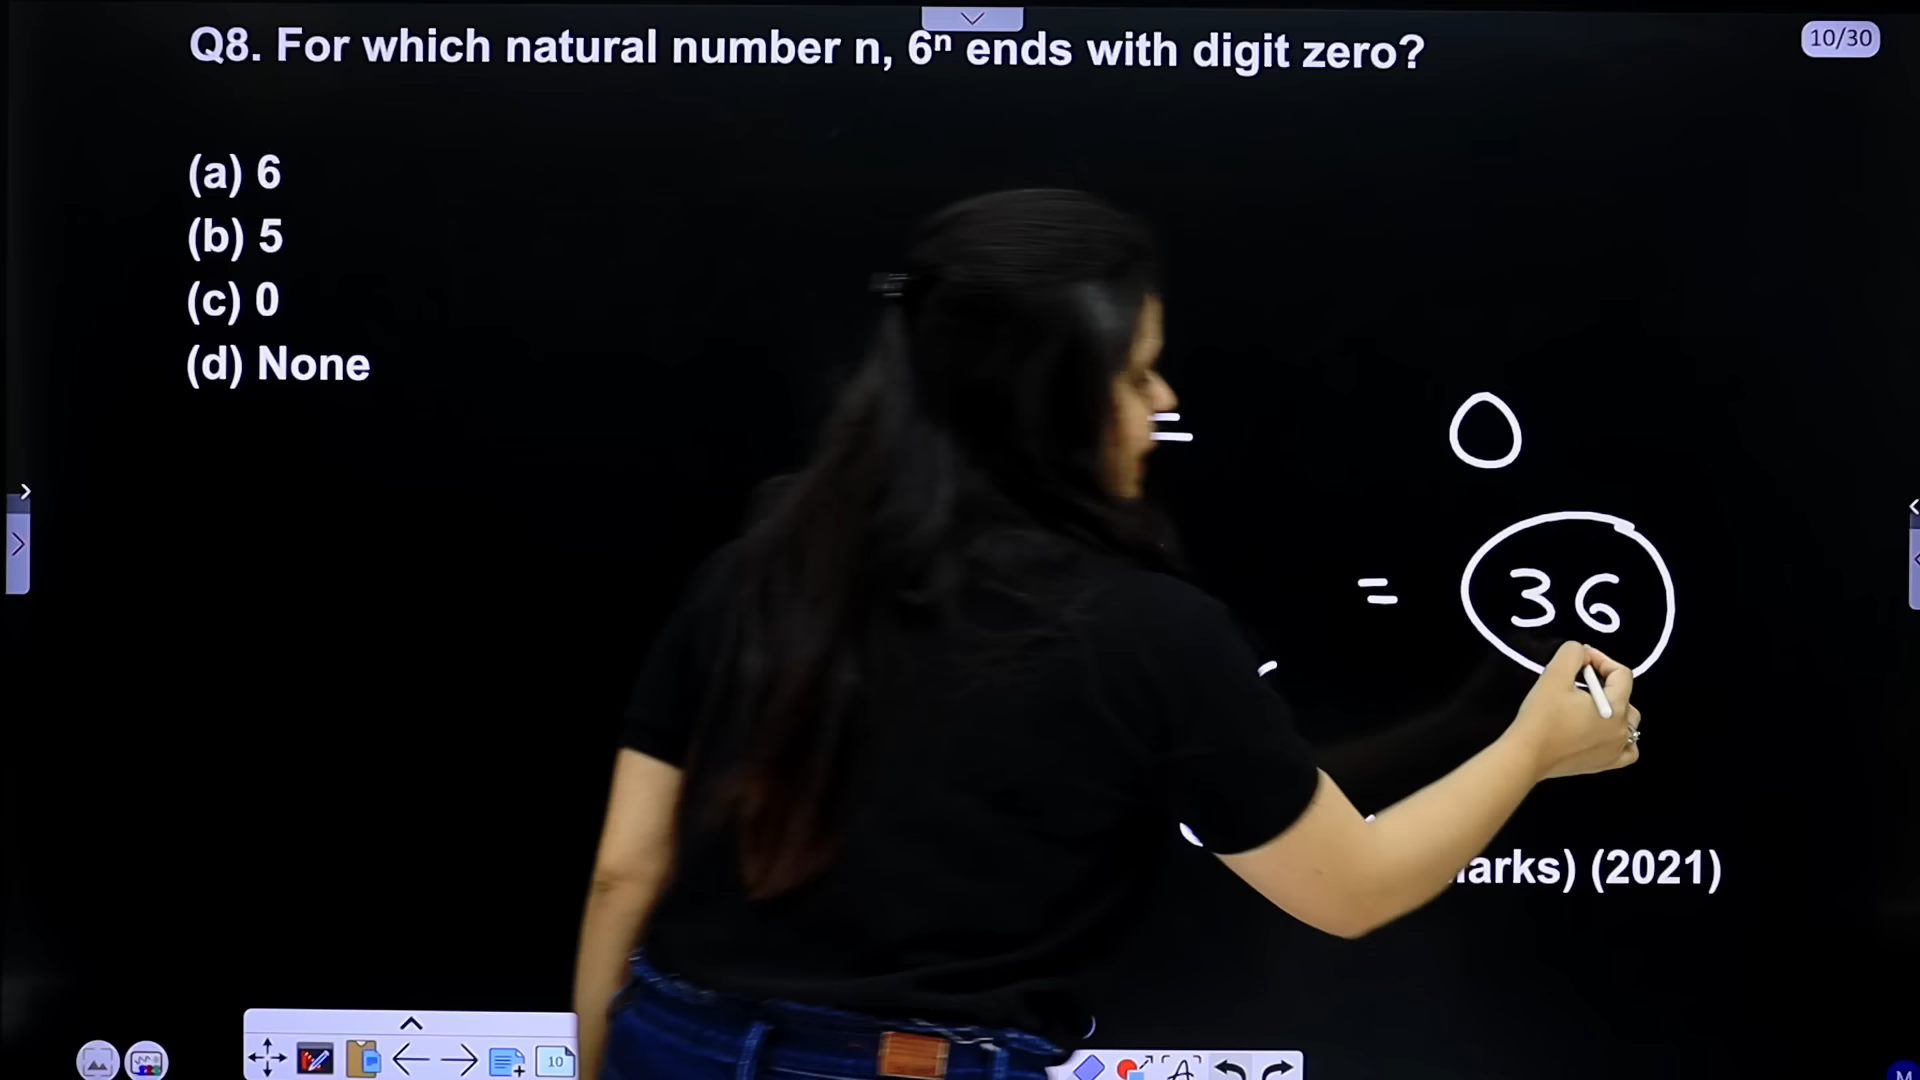 Q8. For which natural number n, 6ⁿ ends with digit zero?
10/30
(a) 6
(b) 5
(c) 0
(d) None
= 0
= 36
(2021)
10